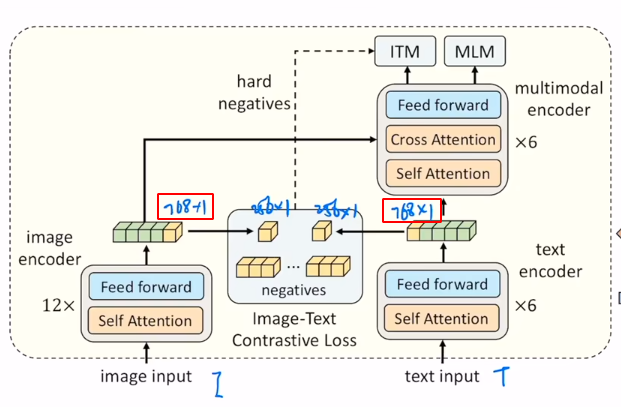 ITM
MLM
hard
negatives
multimodal
encoder
Feed forward
Cross Attention
×6
Self Attention
768×1
256×1
256×1
768×1
image
encoder
text
encoder
12×
Feed forward
Self Attention
...
negatives
Feed forward
×6
Self Attention
Image-Text
Contrastive Loss
image input I
text input T